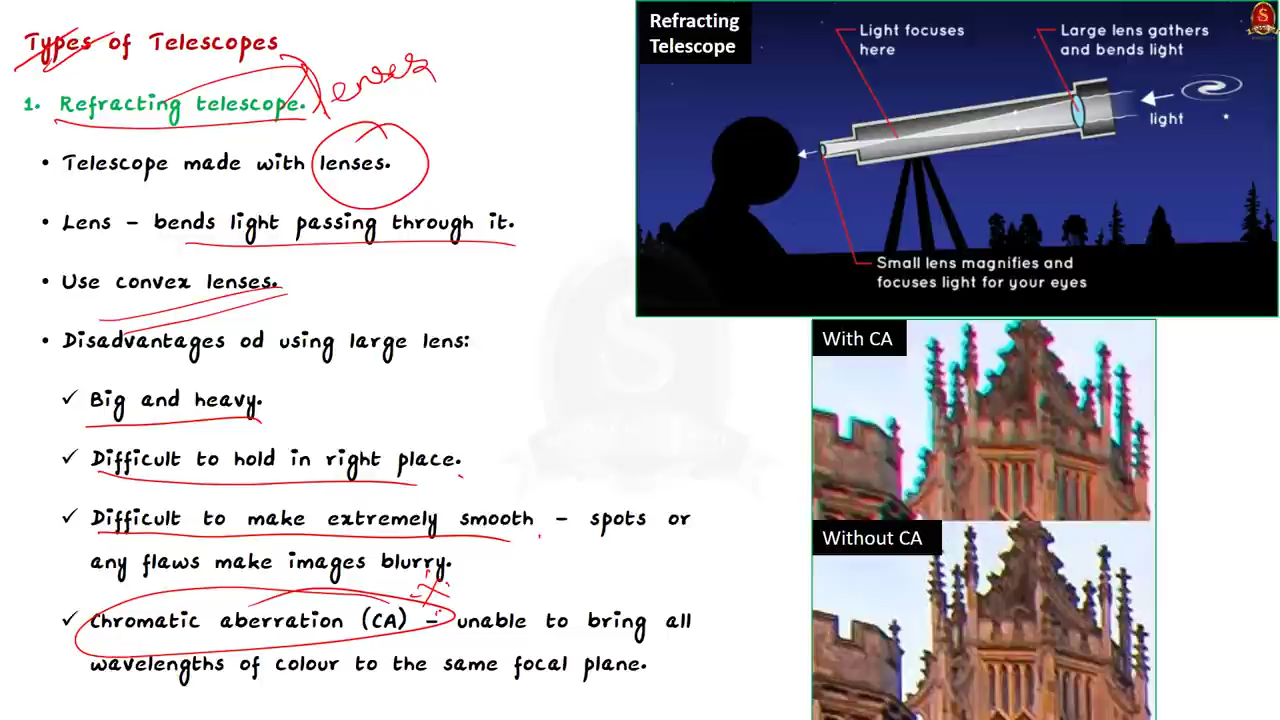 Types of Telescopes
lenses
1. Refracting telescope.
• Telescope made with lenses.
• Lens – bends light passing through it.
• Use convex lenses.
• Disadvantages od using large lens:
✓ Big and heavy.
✓ Difficult to hold in right place.
✓ Difficult to make extremely smooth – spots or
any flaws make images blurry.
✓ Chromatic aberration (CA) – unable to bring all
wavelengths of colour to the same focal plane.
Refracting
Telescope
Light focuses
here
Large lens gathers
and bends light
light
Small lens magnifies and
focuses light for your eyes
With CA
Without CA